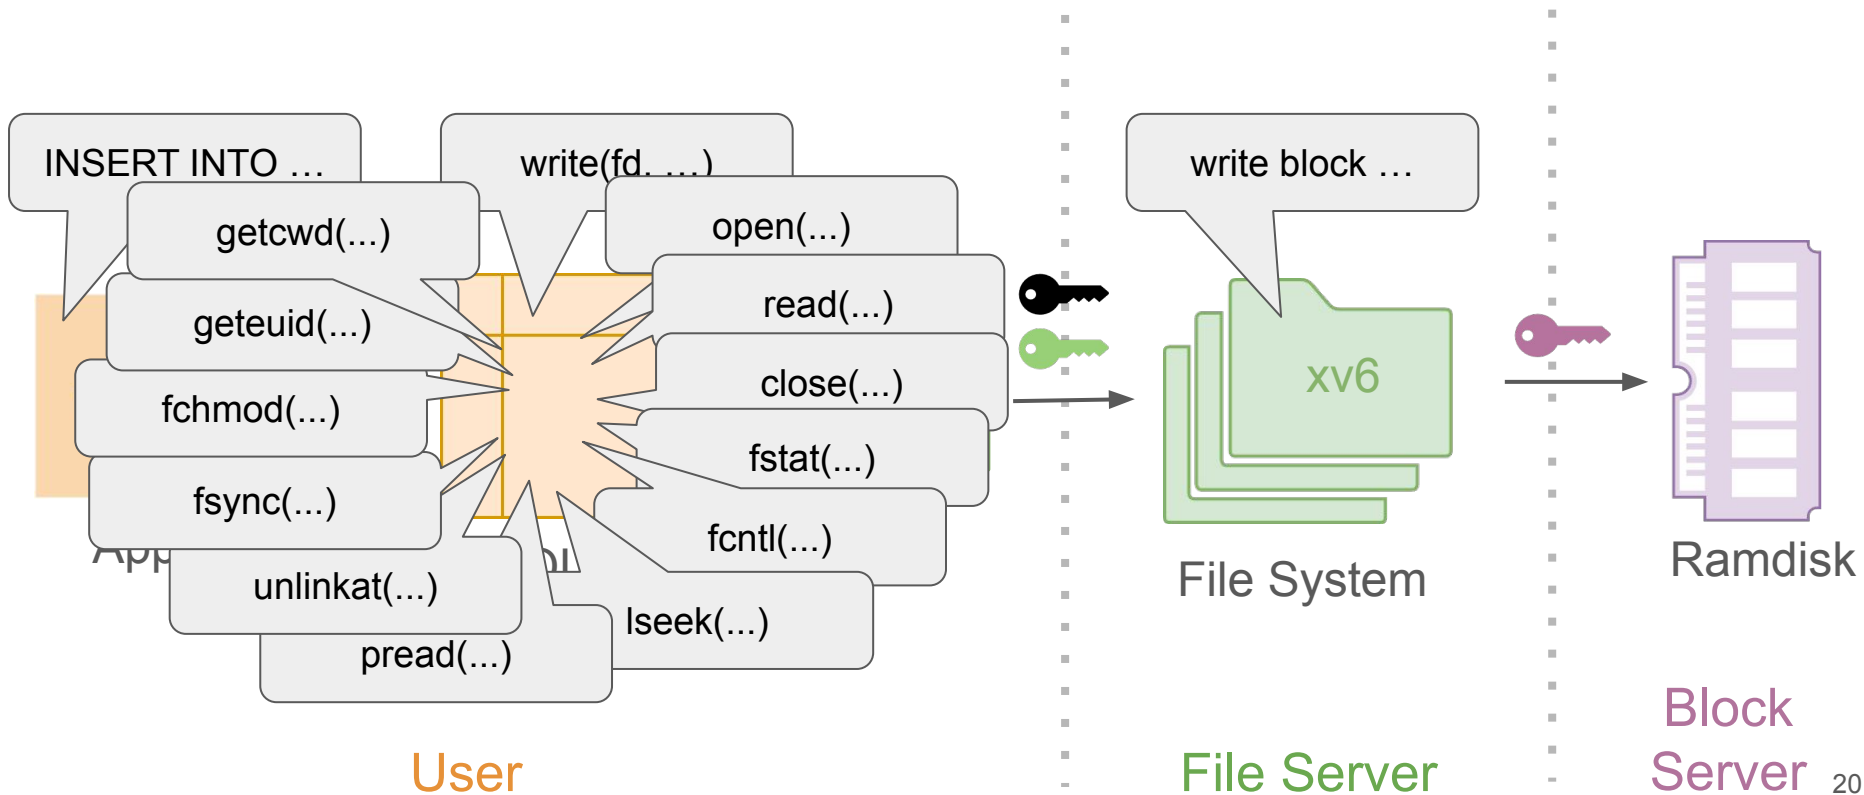 INSERT INTO …
write(fd, …)
write block …
getcwd(...)
open(...)
geteuid(...)
read(...)
fchmod(...)
close(...)
xv6
fsync(...)
fstat(...)
fcntl(...)
App
unlinkat(...)
lseek(...)
pread(...)
File System
Ramdisk
User
File Server
Block
Server
20